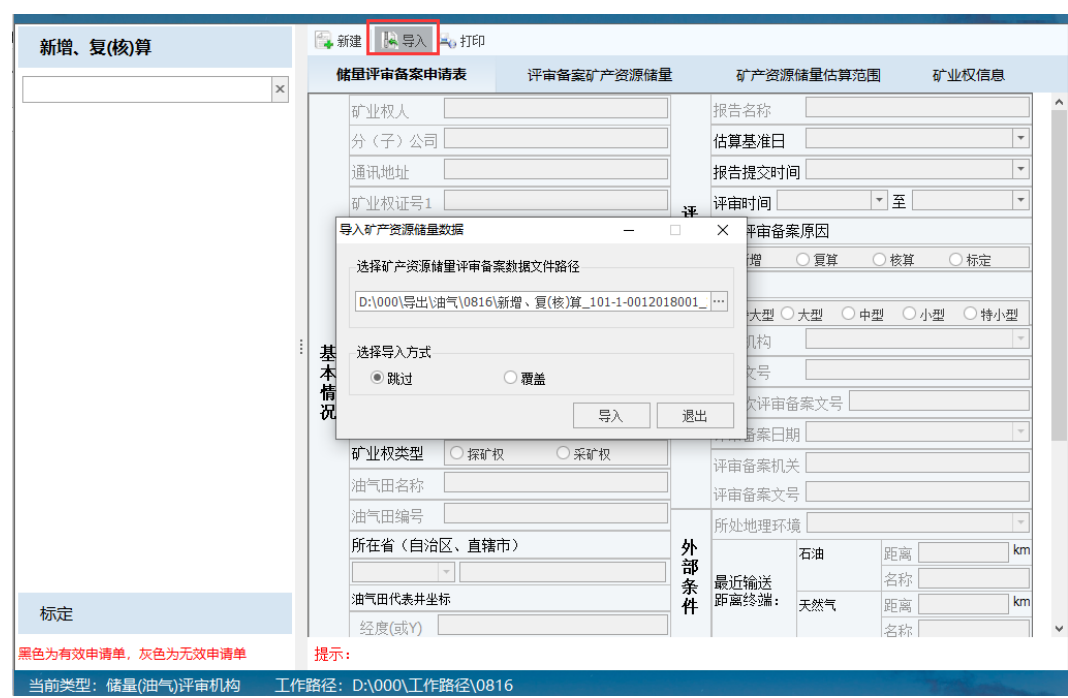 新增、复(核)算
新建 导入 打印
储量评审备案申请表 评审备案矿产资源储量 矿产资源储量估算范围 矿业权信息
矿业权人 报告名称
分（子）公司 估算基准日
通讯地址 报告提交时间
矿业权证号1 评审时间 至
导入矿产资源储量数据
选择矿产资源储量评审备案数据文件路径
D:\000\导出\油气\0816\新增、复(核)算_101-1-0012018001_
选择导入方式
跳过 覆盖
导入 退出
评审备案原因
增 复算 核算 标定
大型 大型 中型 小型 特小型
机构
文号
次评审备案文号
评审备案日期
基本情况
矿业权类型 探矿权 采矿权
评审备案机关
油气田名称
评审备案文号
油气田编号
所处地理环境
所在省（自治区、直辖市）
外部条件
最近输送
距离终端：
石油 距离 km
名称
天然气 距离 km
名称
油气田代表井坐标
经度(或Y)
标定
黑色为有效申请单，灰色为无效申请单 提示：
当前类型：储量(油气)评审机构 工作路径：D:\000\工作路径\0816